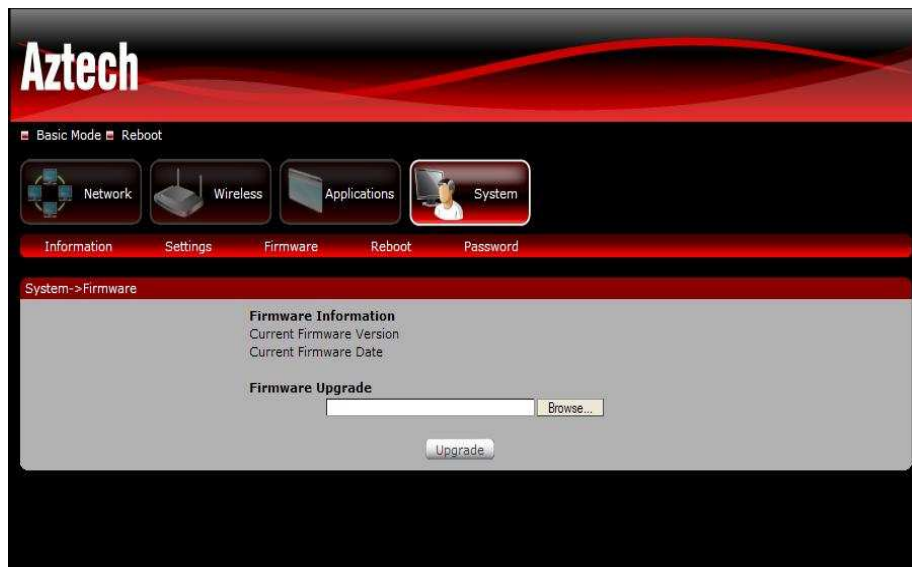 Aztech
Basic Mode Reboot
Network Wireless Applications System
Information Settings Firmware Reboot Password
System->Firmware
Firmware Information
Current Firmware Version
Current Firmware Date
Firmware Upgrade
Browse...
Upgrade